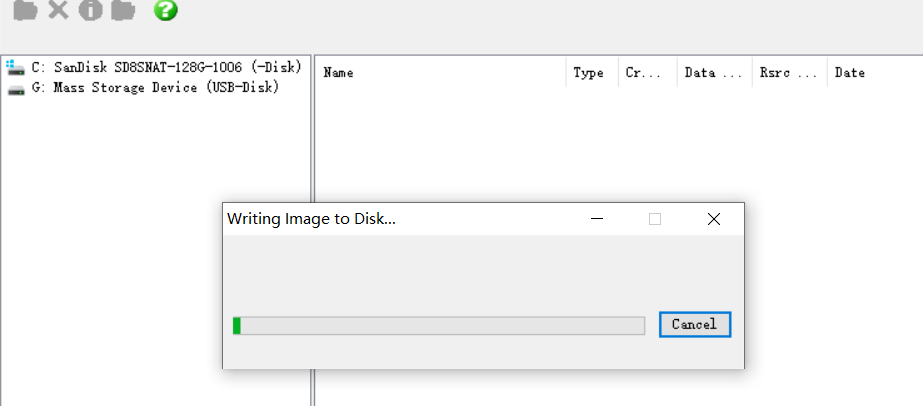 C: SanDisk SD8SNAT-128G-1006 (-Disk)
G: Mass Storage Device (USB-Disk)
Name Type Cr... Data ... Rsrc ... Date
Writing Image to Disk...
Cancel